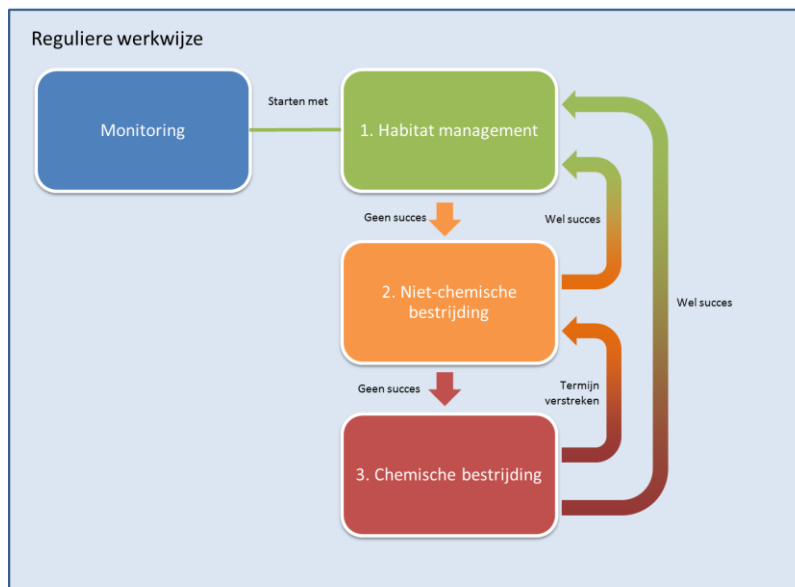 Reguliere werkwijze
Monitoring
Starten met
1. Habitat management
Geen succes
Wel succes
2. Niet-chemische
bestrijding
Wel succes
Geen succes
Termijn
verstreken
3. Chemische bestrijding